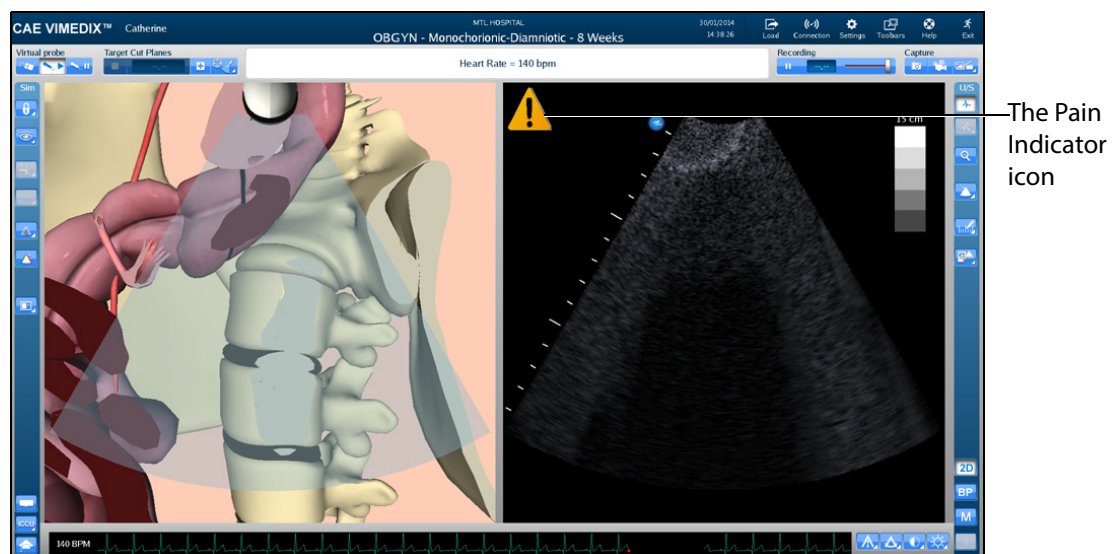 CAE VIMEDIX™ Catherine
MTL HOSPITAL
OBGYN - Monochorionic-Diamniotic - 8 Weeks
30/01/2014
14:38:26
Load Connection Settings Toolbars Help Exit
Virtual probe
Target Cut Planes
--.--
Heart Rate = 140 bpm
Recording
--.--
Capture
Sim
U/S
15 cm
The Pain
Indicator
icon
2D
BP
M
ICCU
140 BPM